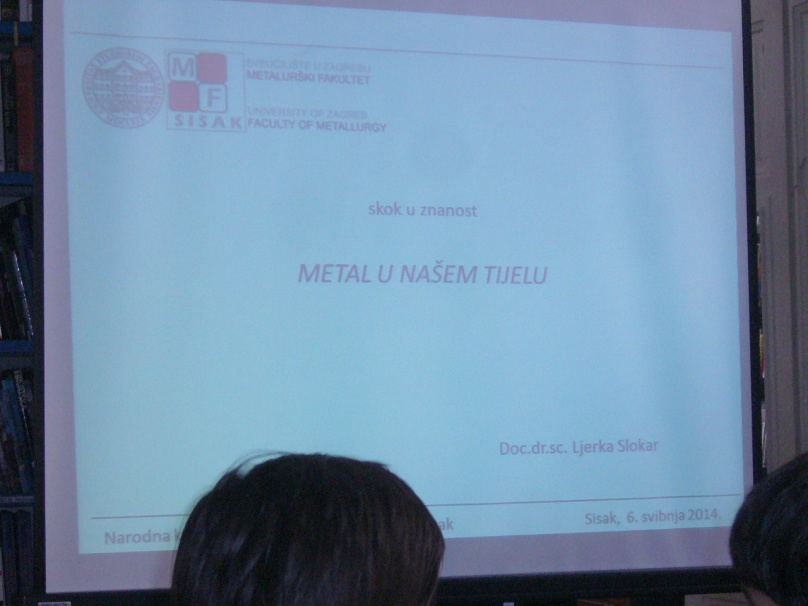 SVEUČILIŠTE U ZAGREBU
METALURŠKI FAKULTET
M
F
SISAK
UNIVERSITY OF ZAGREB
FACULTY OF METALLURGY
skok u znanost
METAL U NAŠEM TIJELU
Doc.dr.sc. Ljerka Slokar
Narodna
Sisak, 6. svibnja 2014.